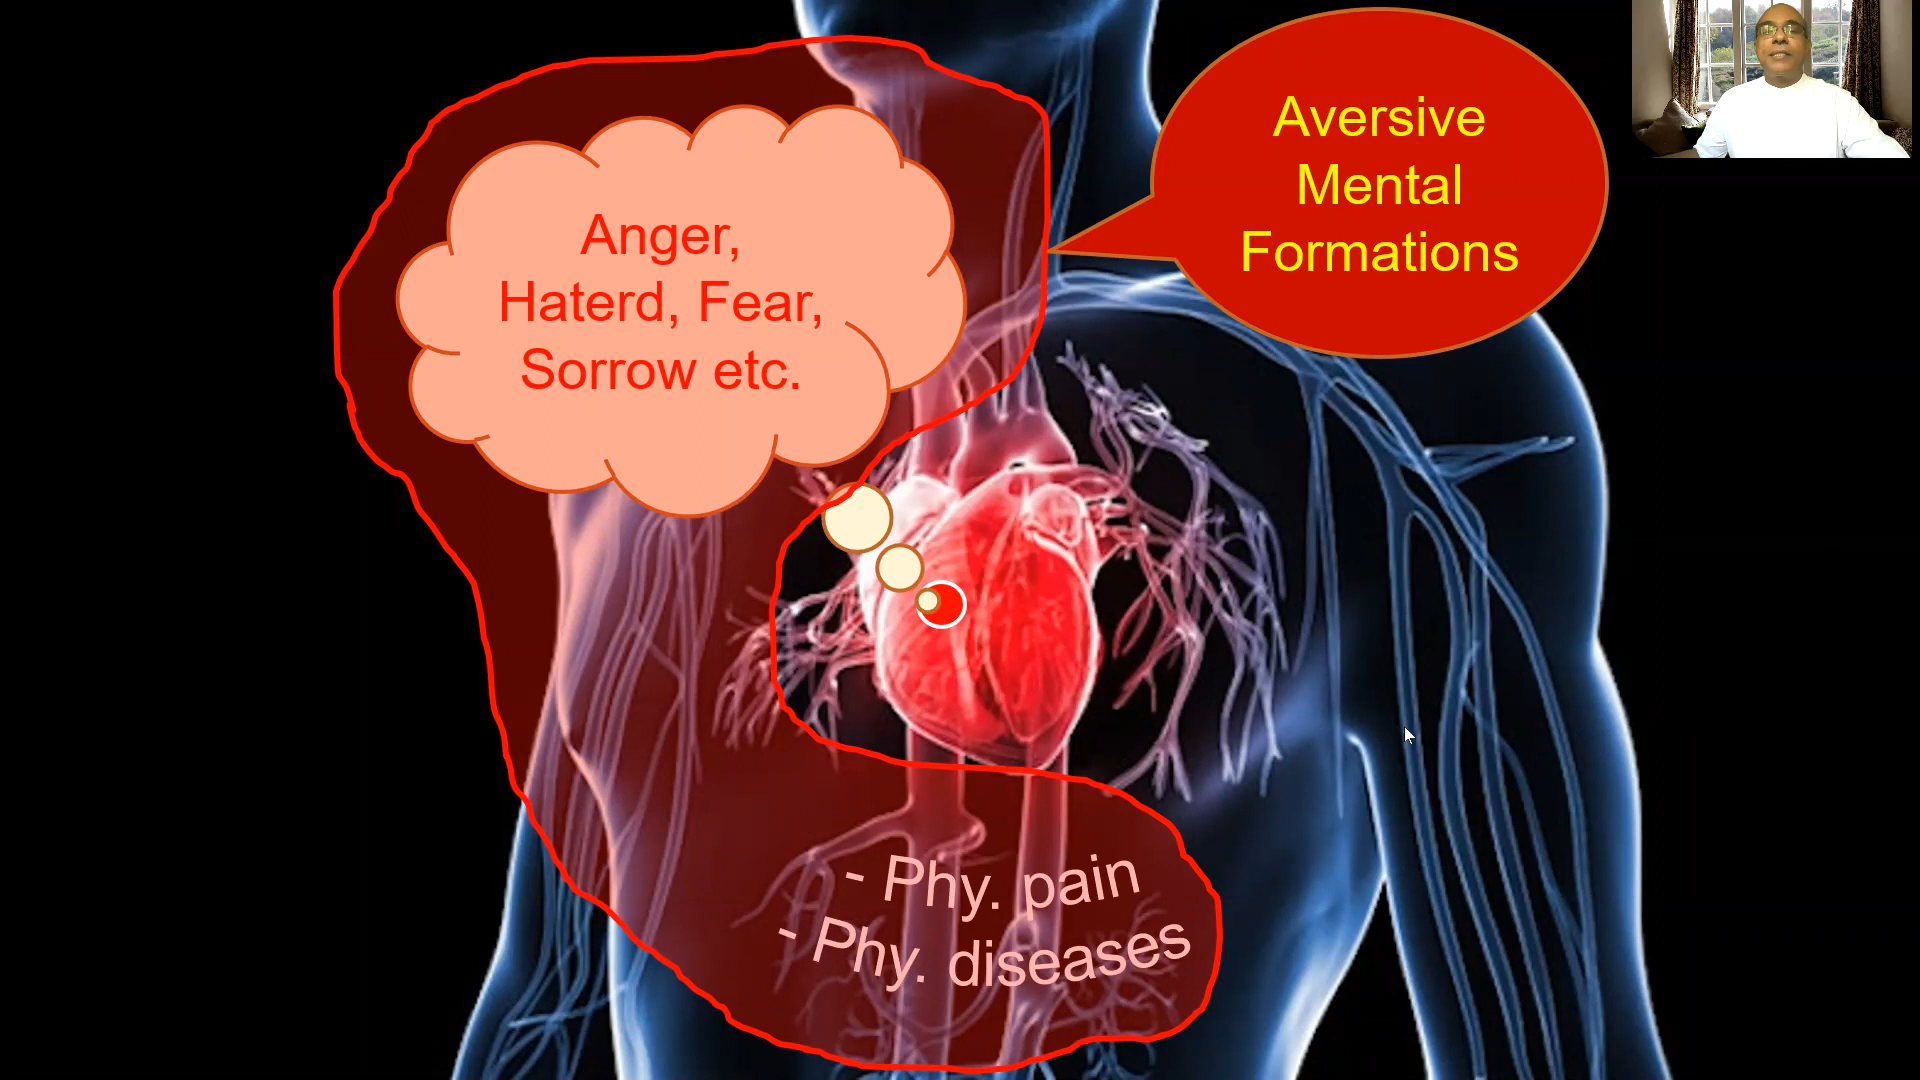 Anger,
Haterd, Fear,
Sorrow etc.
Aversive
Mental
Formations
- Phy. pain
- Phy. diseases